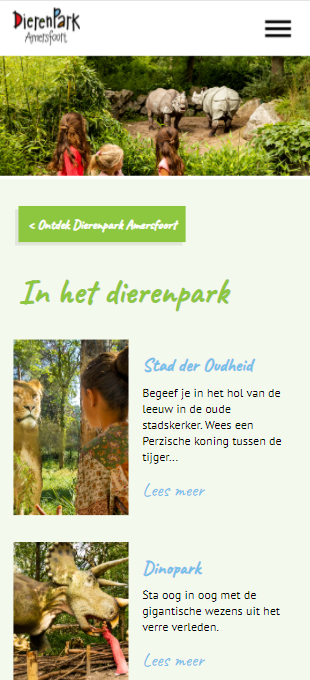 DierenPark
Amersfoort
< Ontdek Dierenpark Amersfoort
In het dierenpark
Stad der Oudheid
Begeef je in het hol van de
leeuw in de oude
stadskerker. Wees een
Perzische koning tussen de
tijger...
Lees meer
Dinopark
Sta oog in oog met de
gigantische wezens uit het
verre verleden.
Lees meer